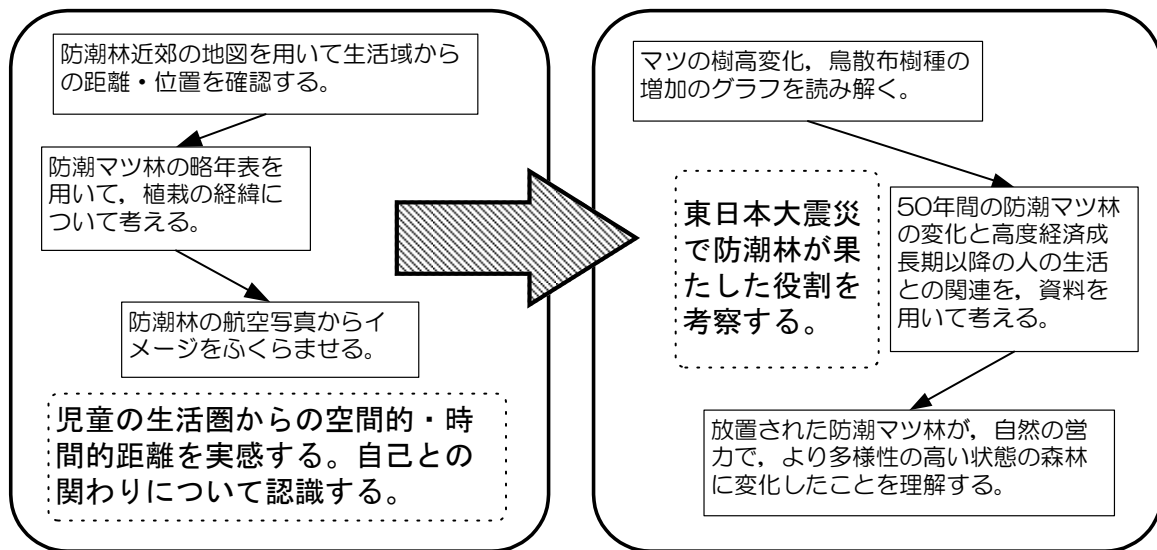 防潮林近郊の地図を用いて生活域から
の距離・位置を確認する。
防潮マツ林の略年表を
用いて，植栽の経緯に
ついて考える。
防潮林の航空写真からイ
メージをふくらませる。
児童の生活圏からの空間的・時
間的距離を実感する。自己との
関わりについて認識する。
マツの樹高変化，鳥散布樹種の
増加のグラフを読み解く。
東日本大震災
で防潮林が果
たした役割を
考察する。
50年間の防潮マツ林
の変化と高度経済成
長期以降の人の生活
との関連を，資料を
用いて考える。
放置された防潮マツ林が，自然の営
力で，より多様性の高い状態の森林
に変化したことを理解する。